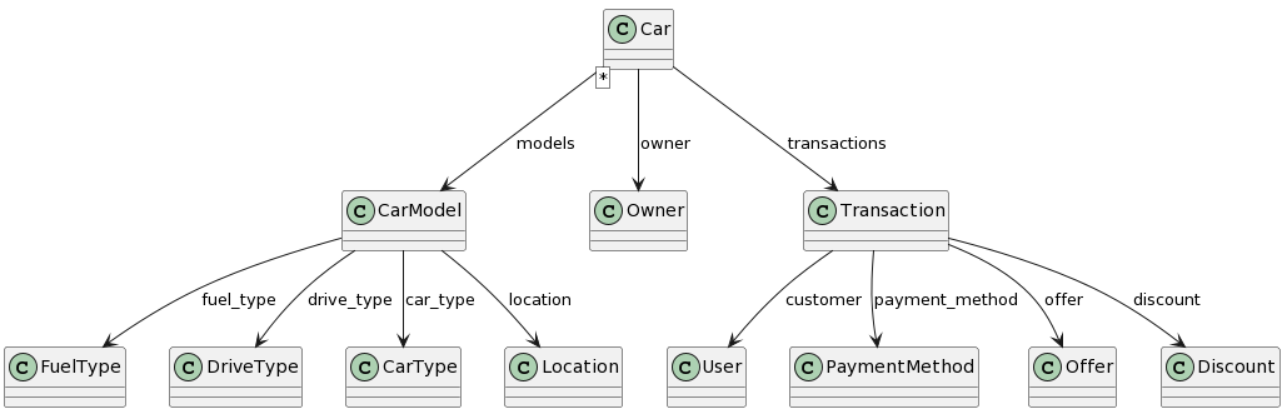 C Car
*
models
owner
transactions
C CarModel
C Owner
C Transaction
fuel_type
drive_type
car_type
location
customer
payment_method
offer
discount
C FuelType
C DriveType
C CarType
C Location
C User
C PaymentMethod
C Offer
C Discount